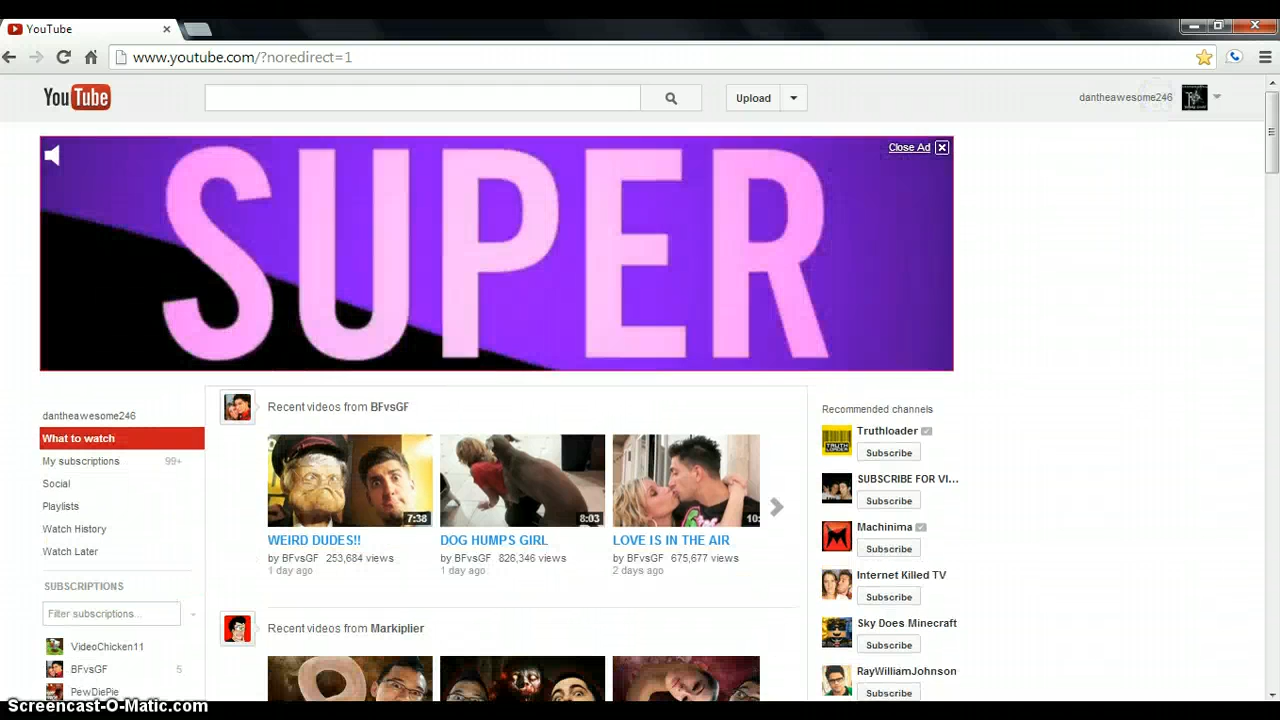 YouTube
www.youtube.com/?noredirect=1
YouTube
Upload
dantheawesome246
SUPER
Close Ad
dantheawesome246
What to watch
My subscriptions 99+
Social
Playlists
Watch History
Watch Later
SUBSCRIPTIONS
Filter subscriptions...
VideoChicken11
BFvsGF 5
PewDiePie
Recent videos from BFvsGF
7:38
8:03
10:
WEIRD DUDES!!
by BFvsGF 253,684 views
1 day ago
DOG HUMPS GIRL
by BFvsGF 826,346 views
1 day ago
LOVE IS IN THE AIR
by BFvsGF 675,677 views
2 days ago
Recent videos from Markiplier
Recommended channels
Truthloader
TRUTH
LOADER
Subscribe
SUBSCRIBE FOR VI...
Subscribe
Machinima
Subscribe
Internet Killed TV
Subscribe
Sky Does Minecraft
Subscribe
RayWilliamJohnson
Subscribe
Screencast-O-Matic.com